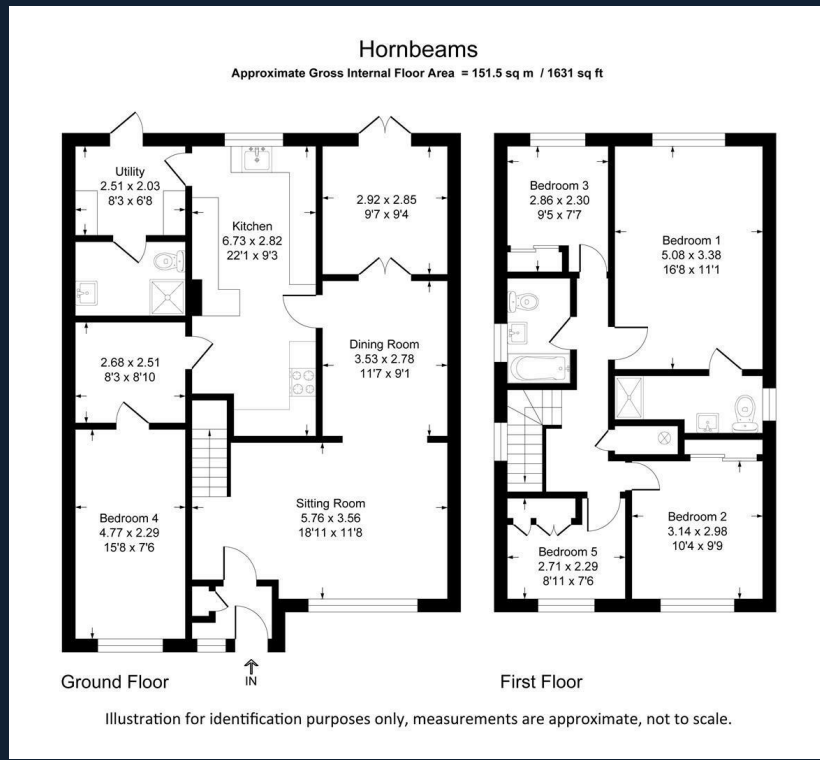 Hornbeams
Approximate Gross Internal Floor Area = 151.5 sq m / 1631 sq ft
Utility
2.51 x 2.03
8'3 x 6'8
Kitchen
6.73 x 2.82
22'1 x 9'3
2.92 x 2.85
9'7 x 9'4
Dining Room
3.53 x 2.78
11'7 x 9'1
2.68 x 2.51
8'3 x 8'10
Bedroom 4
4.77 x 2.29
15'8 x 7'6
Sitting Room
5.76 x 3.56
18'11 x 11'8
IN
Ground Floor
Bedroom 3
2.86 x 2.30
9'5 x 7'7
Bedroom 1
5.08 x 3.38
16'8 x 11'1
Bedroom 2
3.14 x 2.98
10'4 x 9'9
Bedroom 5
2.71 x 2.29
8'11 x 7'6
First Floor
Illustration for identification purposes only, measurements are approximate, not to scale.